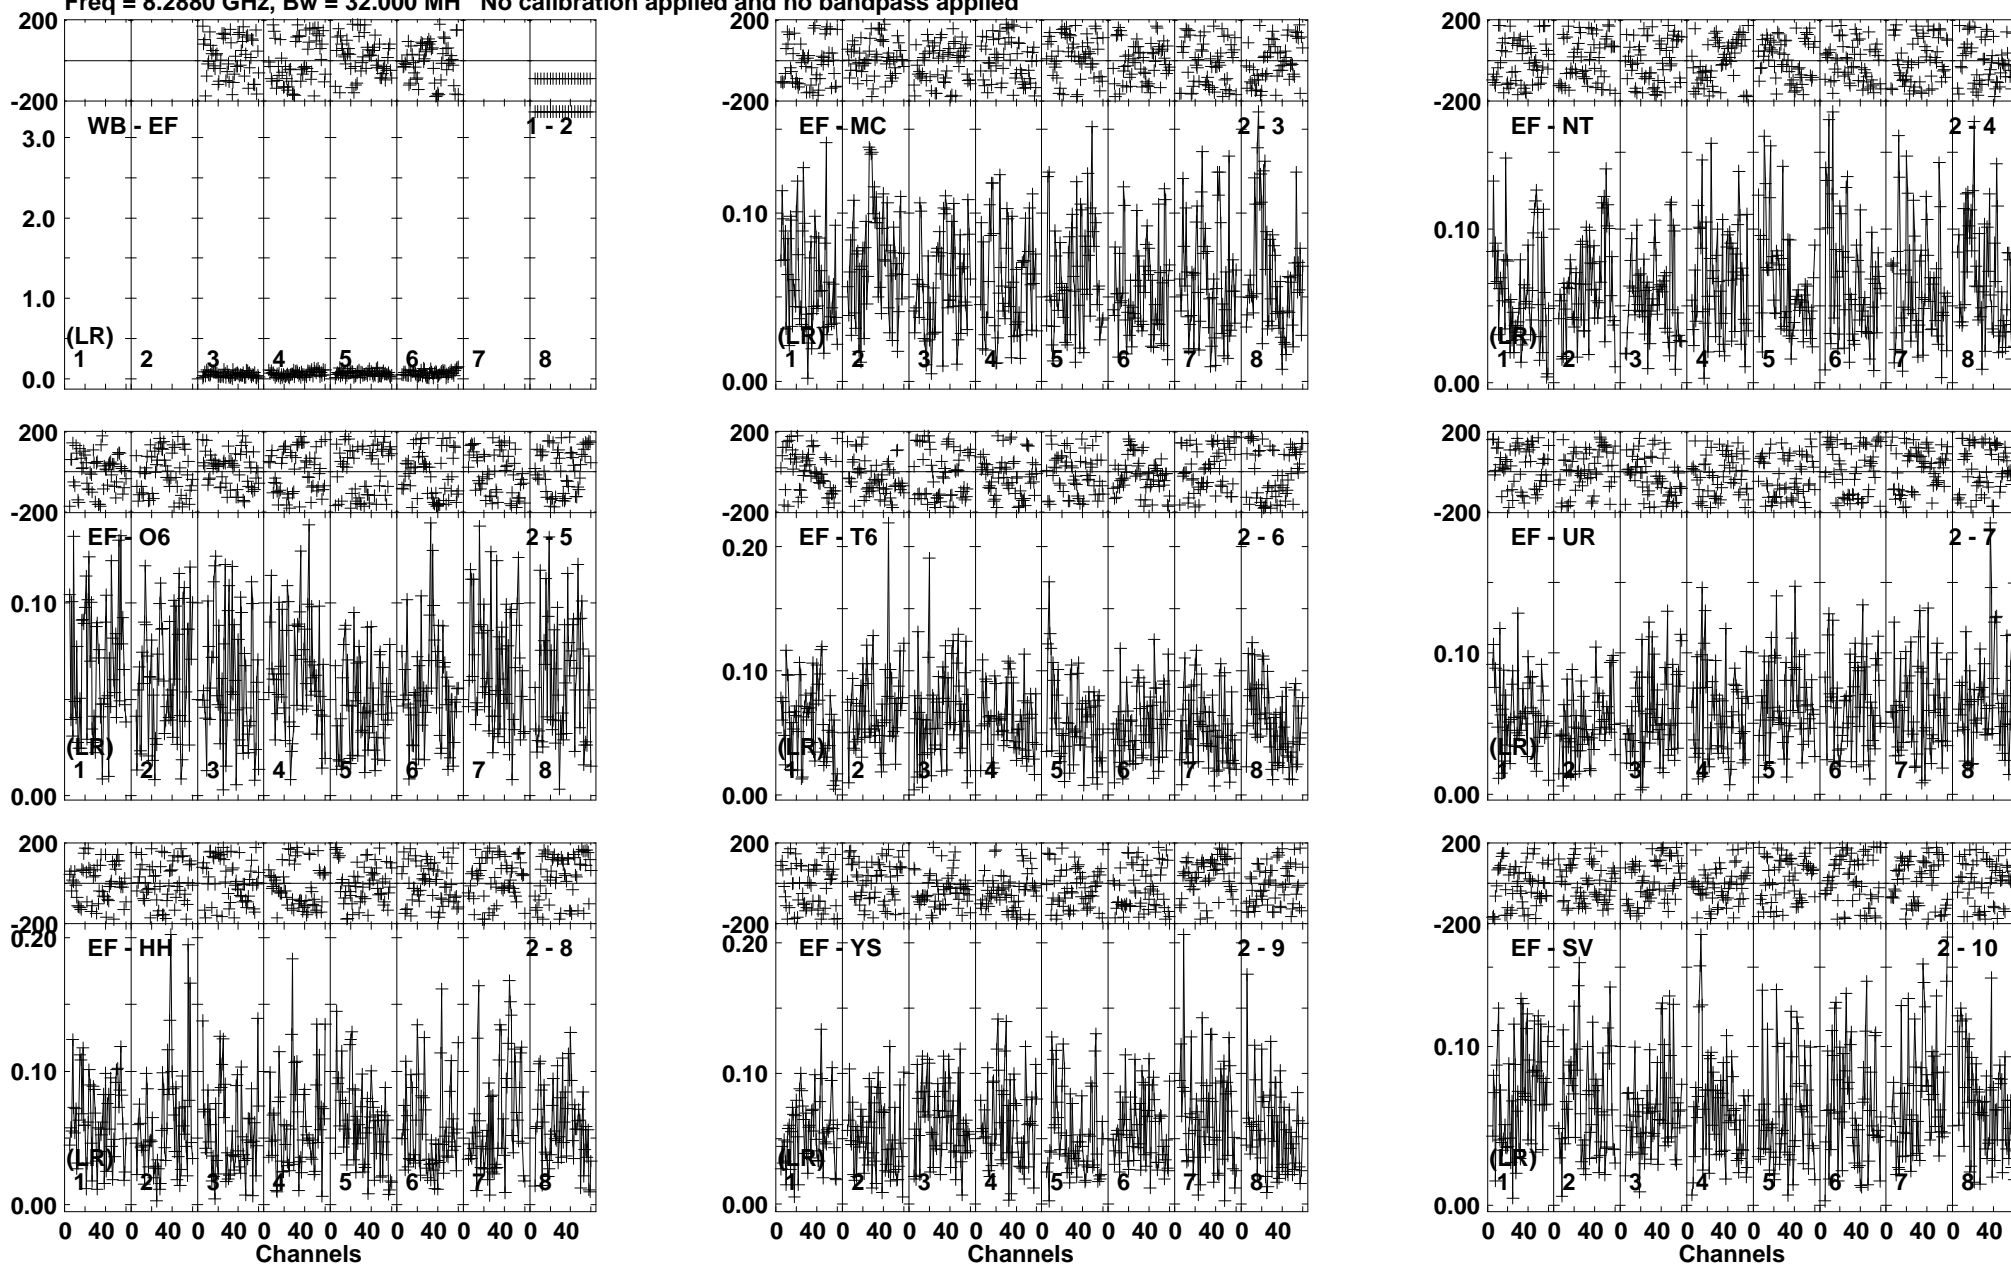 Freq = 8.2880 GHz, Bw = 32.000 MH No calibration applied and no bandpass applied
200
-200
WB - EF
1 - 2
3.0
2.0
1.0
0.0
(LR)
1 2 3 4 5 6 7 8
200
-200
EF - MC
2 - 3
0.10
0.00
(LR)
1 2 3 4 5 6 7 8
200
-200
EF - NT
2 - 4
0.10
0.00
(LR)
1 2 3 4 5 6 7 8
200
-200
EF - O6
2 - 5
0.10
0.00
(LR)
1 2 3 4 5 6 7 8
200
-200
EF - T6
2 - 6
0.20
0.10
0.00
(LR)
1 2 3 4 5 6 7 8
200
-200
EF - UR
2 - 7
0.10
0.00
(LR)
1 2 3 4 5 6 7 8
200
-200
EF - HH
2 - 8
0.20
0.10
0.00
(LR)
1 2 3 4 5 6 7 8
0 40 0 40 0 40 0 40 0 40 0 40 0 40 0 40
Channels
200
-200
EF - YS
2 - 9
0.20
0.10
0.00
(LR)
1 2 3 4 5 6 7 8
0 40 0 40 0 40 0 40 0 40 0 40 0 40 0 40
Channels
200
-200
EF - SV
2 - 10
0.10
0.00
(LR)
1 2 3 4 5 6 7 8
0 40 0 40 0 40 0 40 0 40 0 40 0 40 0 40
Channels